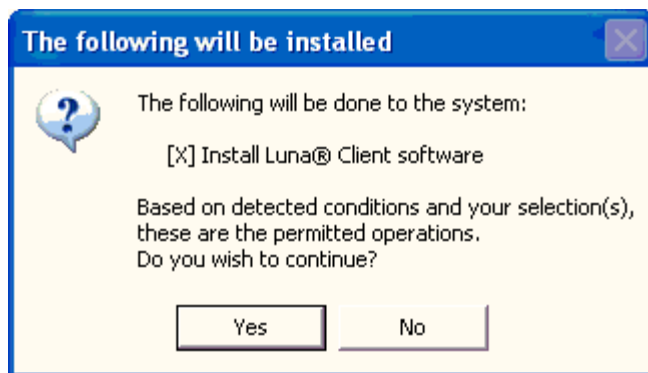 The following will be installed
The following will be done to the system:
[X] Install Luna® Client software
Based on detected conditions and your selection(s),
these are the permitted operations.
Do you wish to continue?
Yes
No